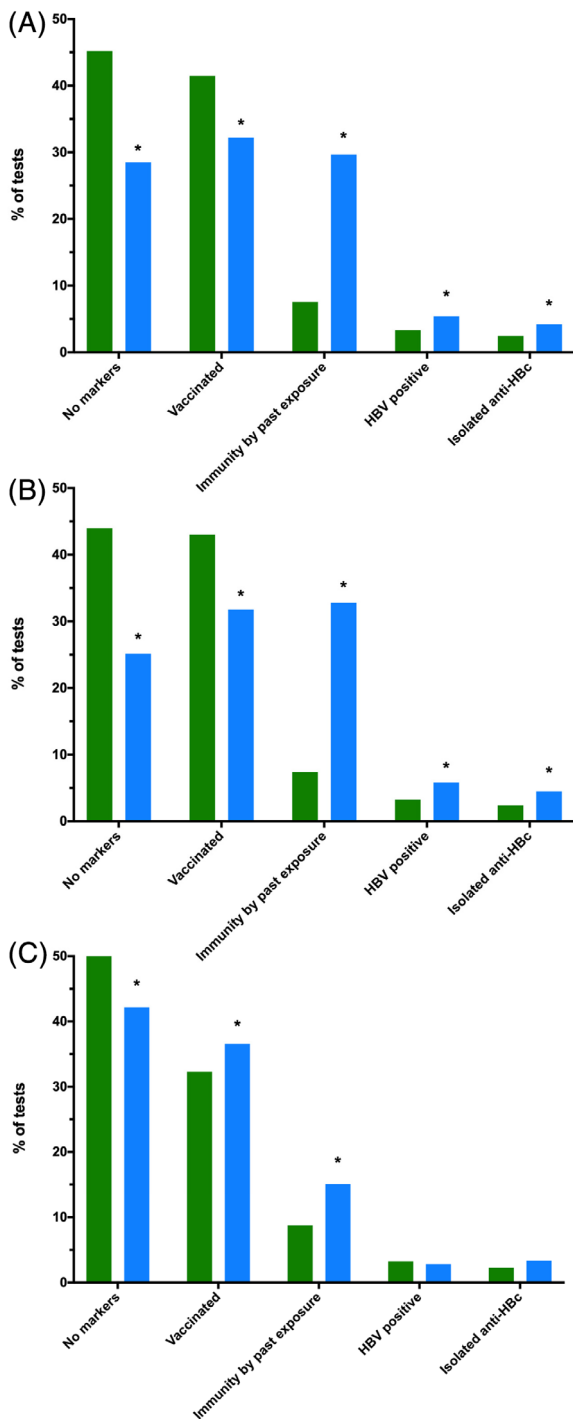 (A)
50
40
30
20
10
0
% of tests
* * * * *
No markers
Vaccinated
Immunity by past exposure
HBV positive
Isolated anti-HBc
(B)
50
40
30
20
10
0
% of tests
* * * * *
No markers
Vaccinated
Immunity by past exposure
HBV positive
Isolated anti-HBc
(C)
50
40
30
20
10
0
% of tests
* * *
No markers
Vaccinated
Immunity by past exposure
HBV positive
Isolated anti-HBc